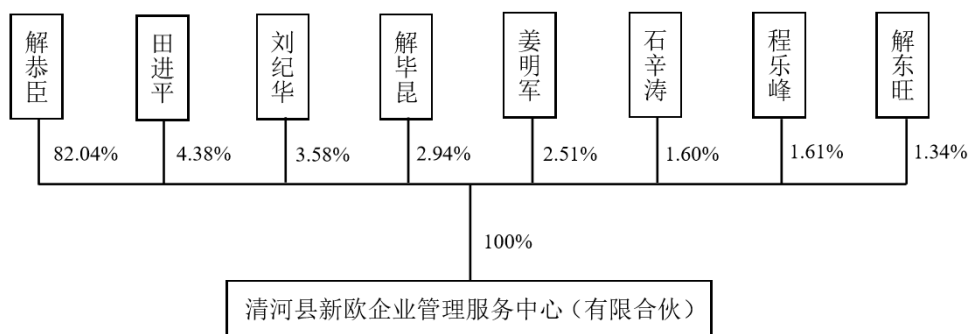 解恭臣
田进平
刘纪华
解毕昆
姜明军
石辛涛
程乐峰
解东旺
82.04%
4.38%
3.58%
2.94%
2.51%
1.60%
1.61%
1.34%
100%
清河县新欧企业管理服务中心（有限合伙）